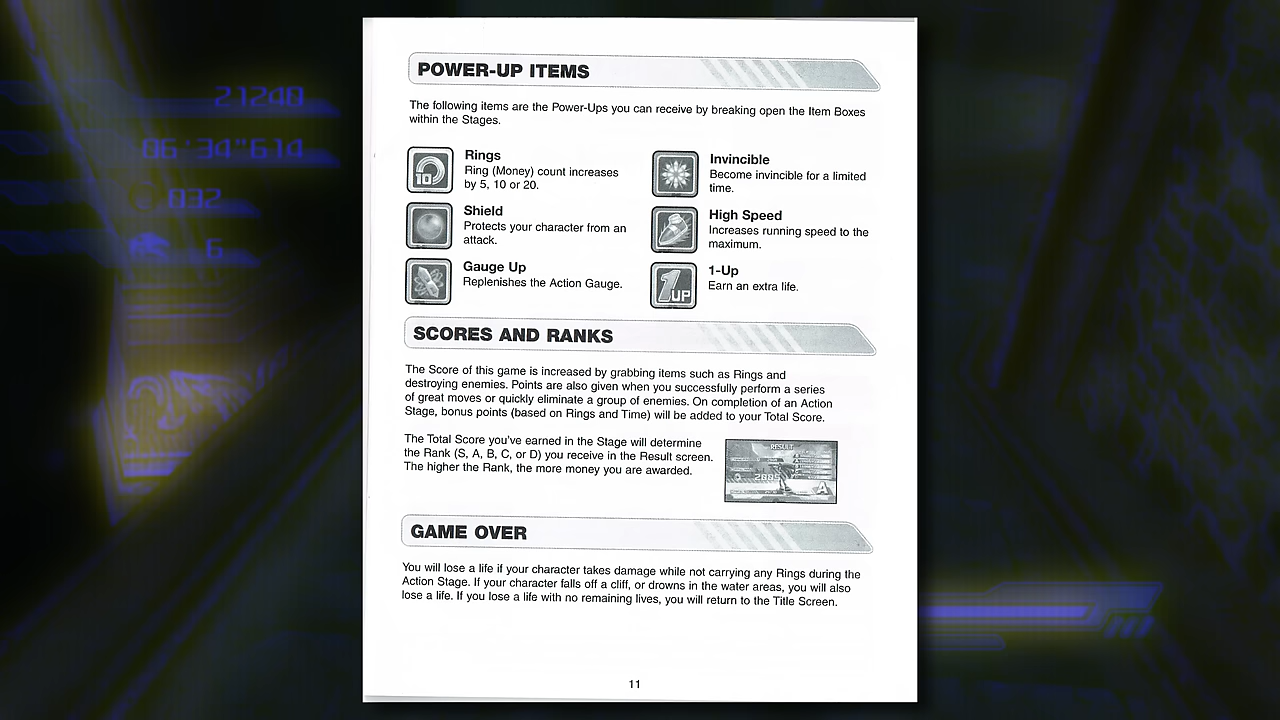 21240
06'34"614
032
6
POWER-UP ITEMS
The following items are the Power-Ups you can receive by breaking open the Item Boxes
within the Stages.
10
Rings
Ring (Money) count increases
by 5, 10 or 20.
Invincible
Become invincible for a limited
time.
Shield
Protects your character from an
attack.
High Speed
Increases running speed to the
maximum.
Gauge Up
Replenishes the Action Gauge.
1UP
1-Up
Earn an extra life.
SCORES AND RANKS
The Score of this game is increased by grabbing items such as Rings and
destroying enemies. Points are also given when you successfully perform a series
of great moves or quickly eliminate a group of enemies. On completion of an Action
Stage, bonus points (based on Rings and Time) will be added to your Total Score.
The Total Score you've earned in the Stage will determine
the Rank (S, A, B, C, or D) you receive in the Result screen.
The higher the Rank, the more money you are awarded.
RESULT
A
GAME OVER
You will lose a life if your character takes damage while not carrying any Rings during the
Action Stage. If your character falls off a cliff, or drowns in the water areas, you will also
lose a life. If you lose a life with no remaining lives, you will return to the Title Screen.
11